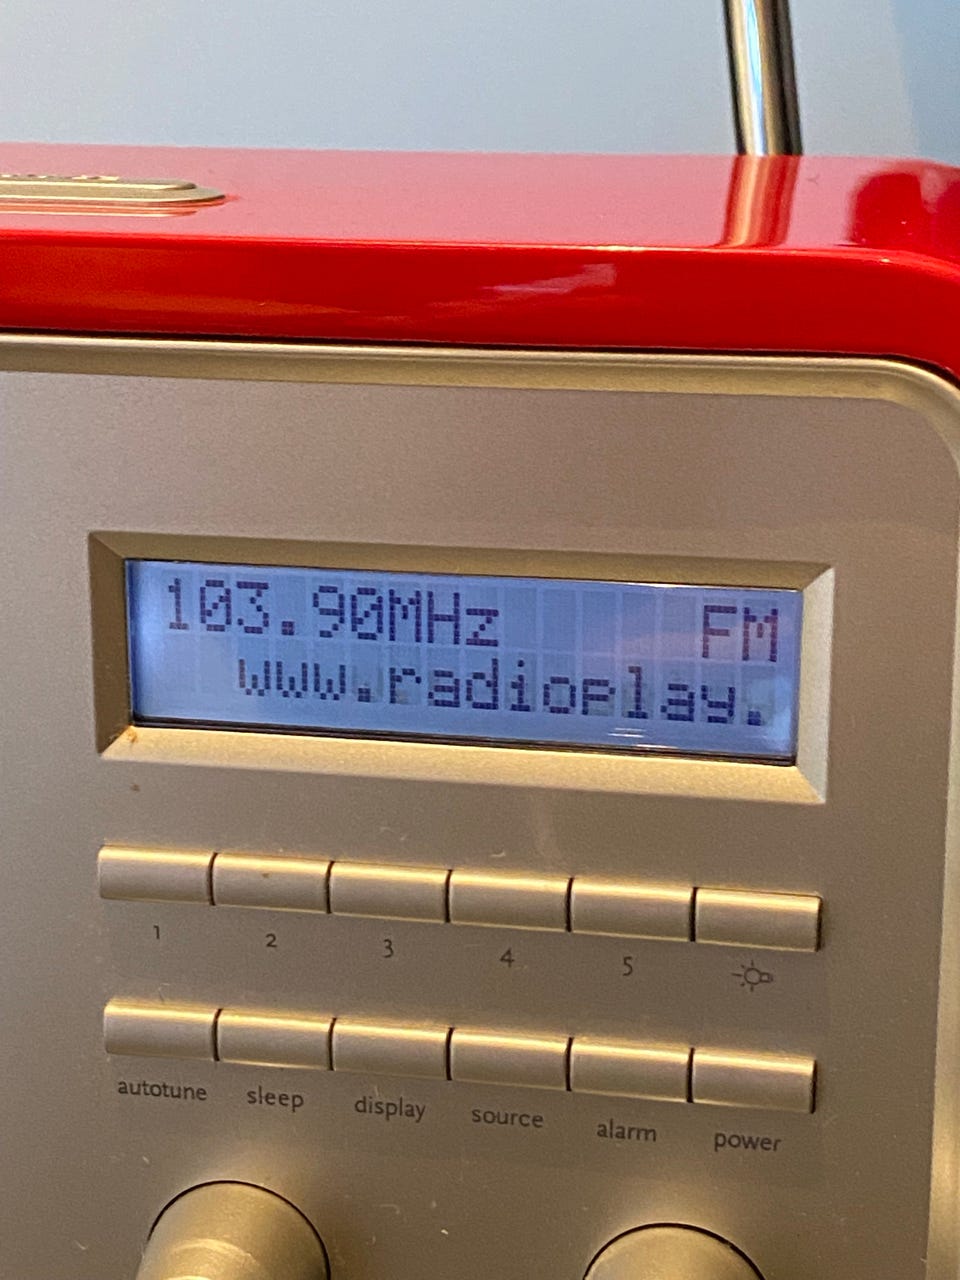 103.90MHz FM
www.radioplay.
1 2 3 4 5
autotune sleep display source alarm power